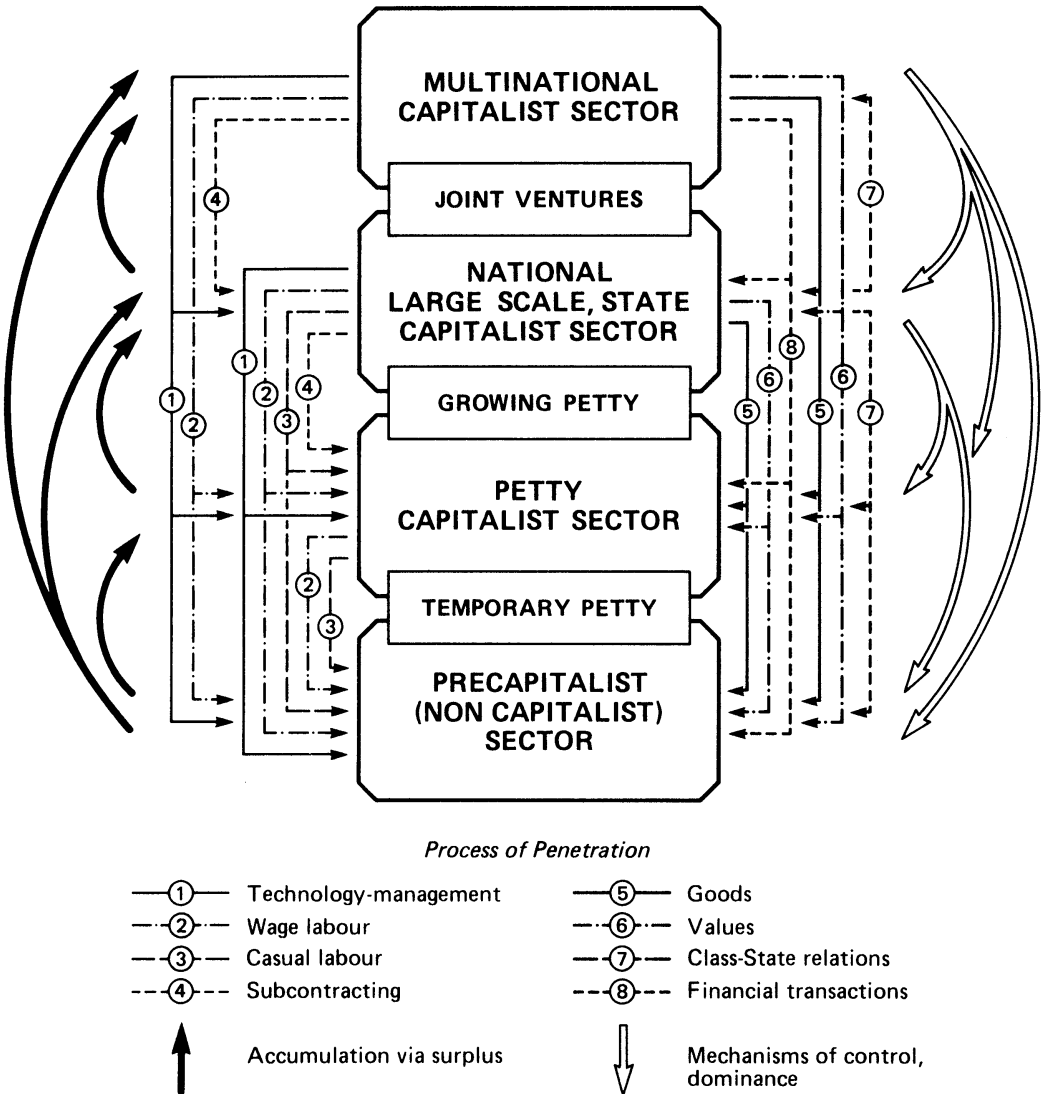 MULTINATIONAL
CAPITALIST SECTOR
JOINT VENTURES
NATIONAL
LARGE SCALE, STATE
CAPITALIST SECTOR
GROWING PETTY
PETTY
CAPITALIST SECTOR
TEMPORARY PETTY
PRECAPITALIST
(NON CAPITALIST)
SECTOR
4
7
1
4
8
6
6
1
2
2
3
5
5
7
2
3
Process of Penetration
1 Technology-management
2 Wage labour
3 Casual labour
4 Subcontracting
Accumulation via surplus
5 Goods
6 Values
7 Class-State relations
8 Financial transactions
Mechanisms of control,
dominance